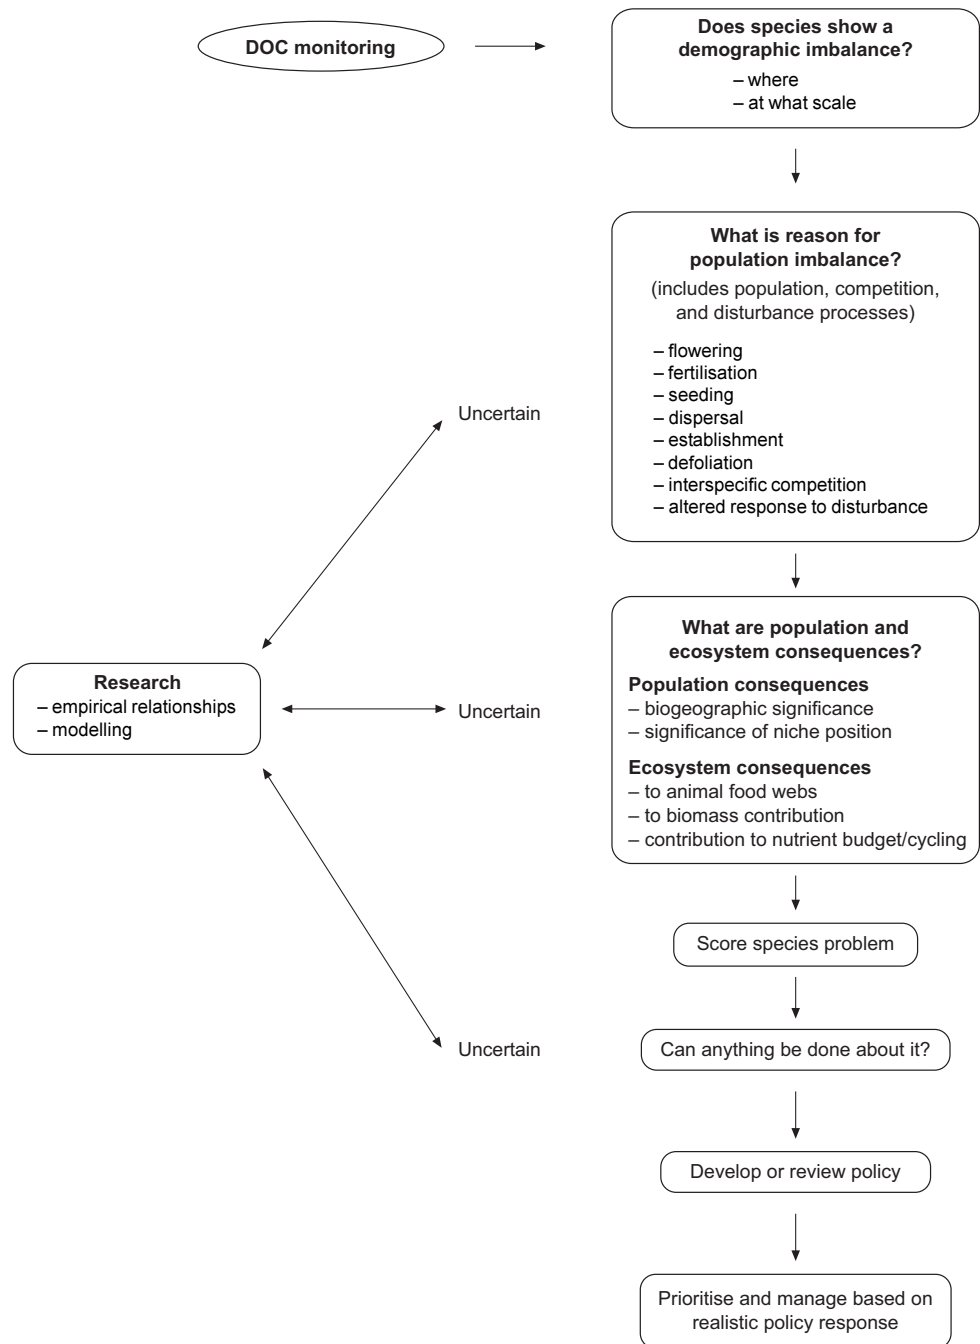 DOC monitoring
Does species show a
demographic imbalance?
– where
– at what scale
What is reason for
population imbalance?
(includes population, competition,
and disturbance processes)
– flowering
– fertilisation
– seeding
– dispersal
– establishment
– defoliation
– interspecific competition
– altered response to disturbance
Uncertain
What are population and
ecosystem consequences?
Population consequences
– biogeographic significance
– significance of niche position
Ecosystem consequences
– to animal food webs
– to biomass contribution
– contribution to nutrient budget/cycling
Research
– empirical relationships
– modelling
Uncertain
Score species problem
Uncertain
Can anything be done about it?
Develop or review policy
Prioritise and manage based on
realistic policy response